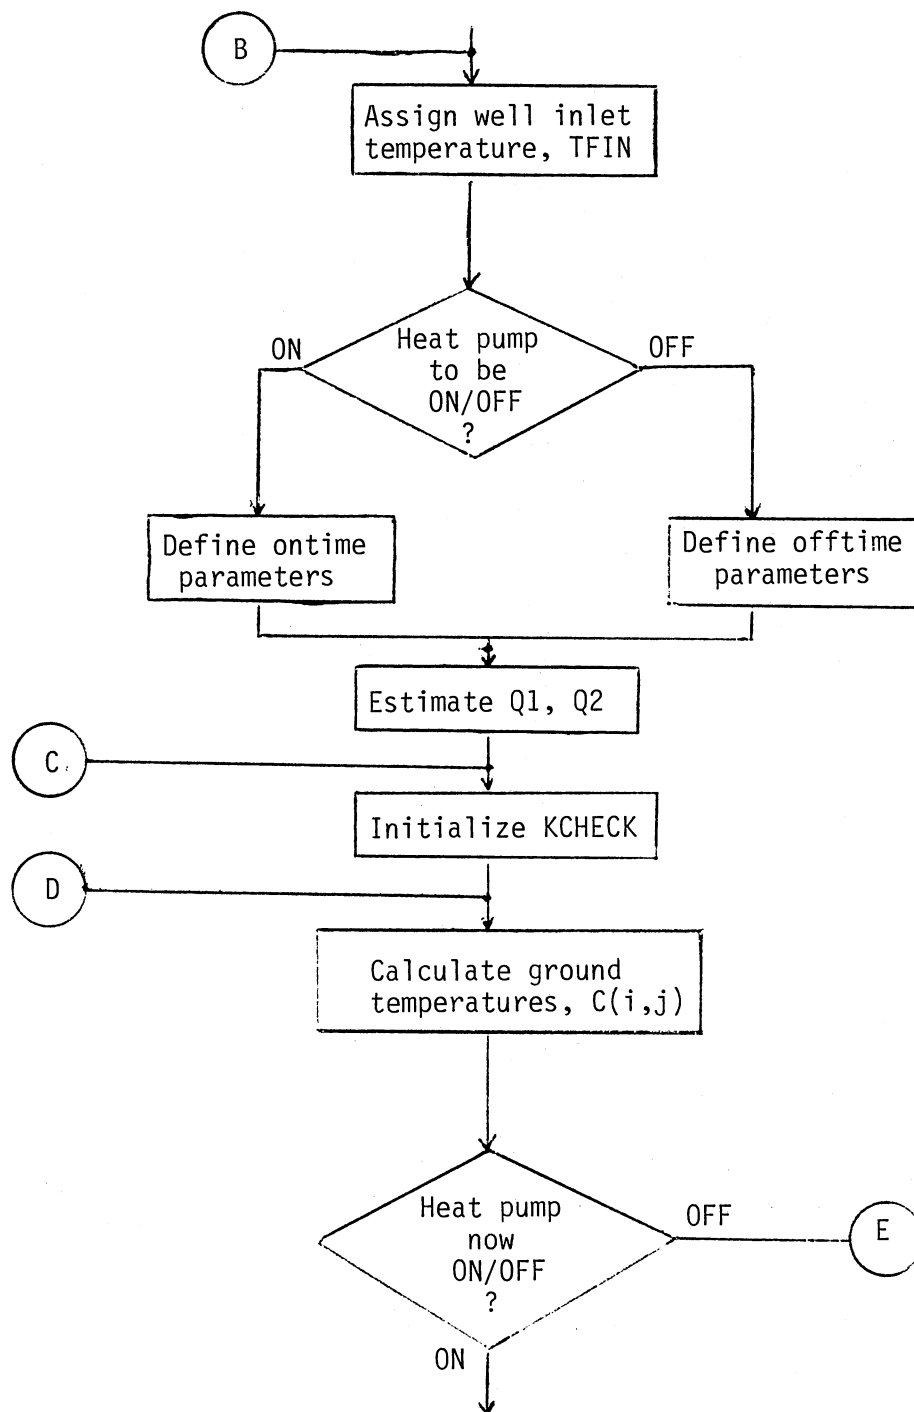 B
Assign well inlet
temperature, TFIN
ON
Heat pump
to be
ON/OFF
?
OFF
Define ontime
parameters
Define offtime
parameters
Estimate Q1, Q2
C
Initialize KCHECK
D
Calculate ground
temperatures, C(i,j)
Heat pump
now
ON/OFF
?
OFF
E
ON